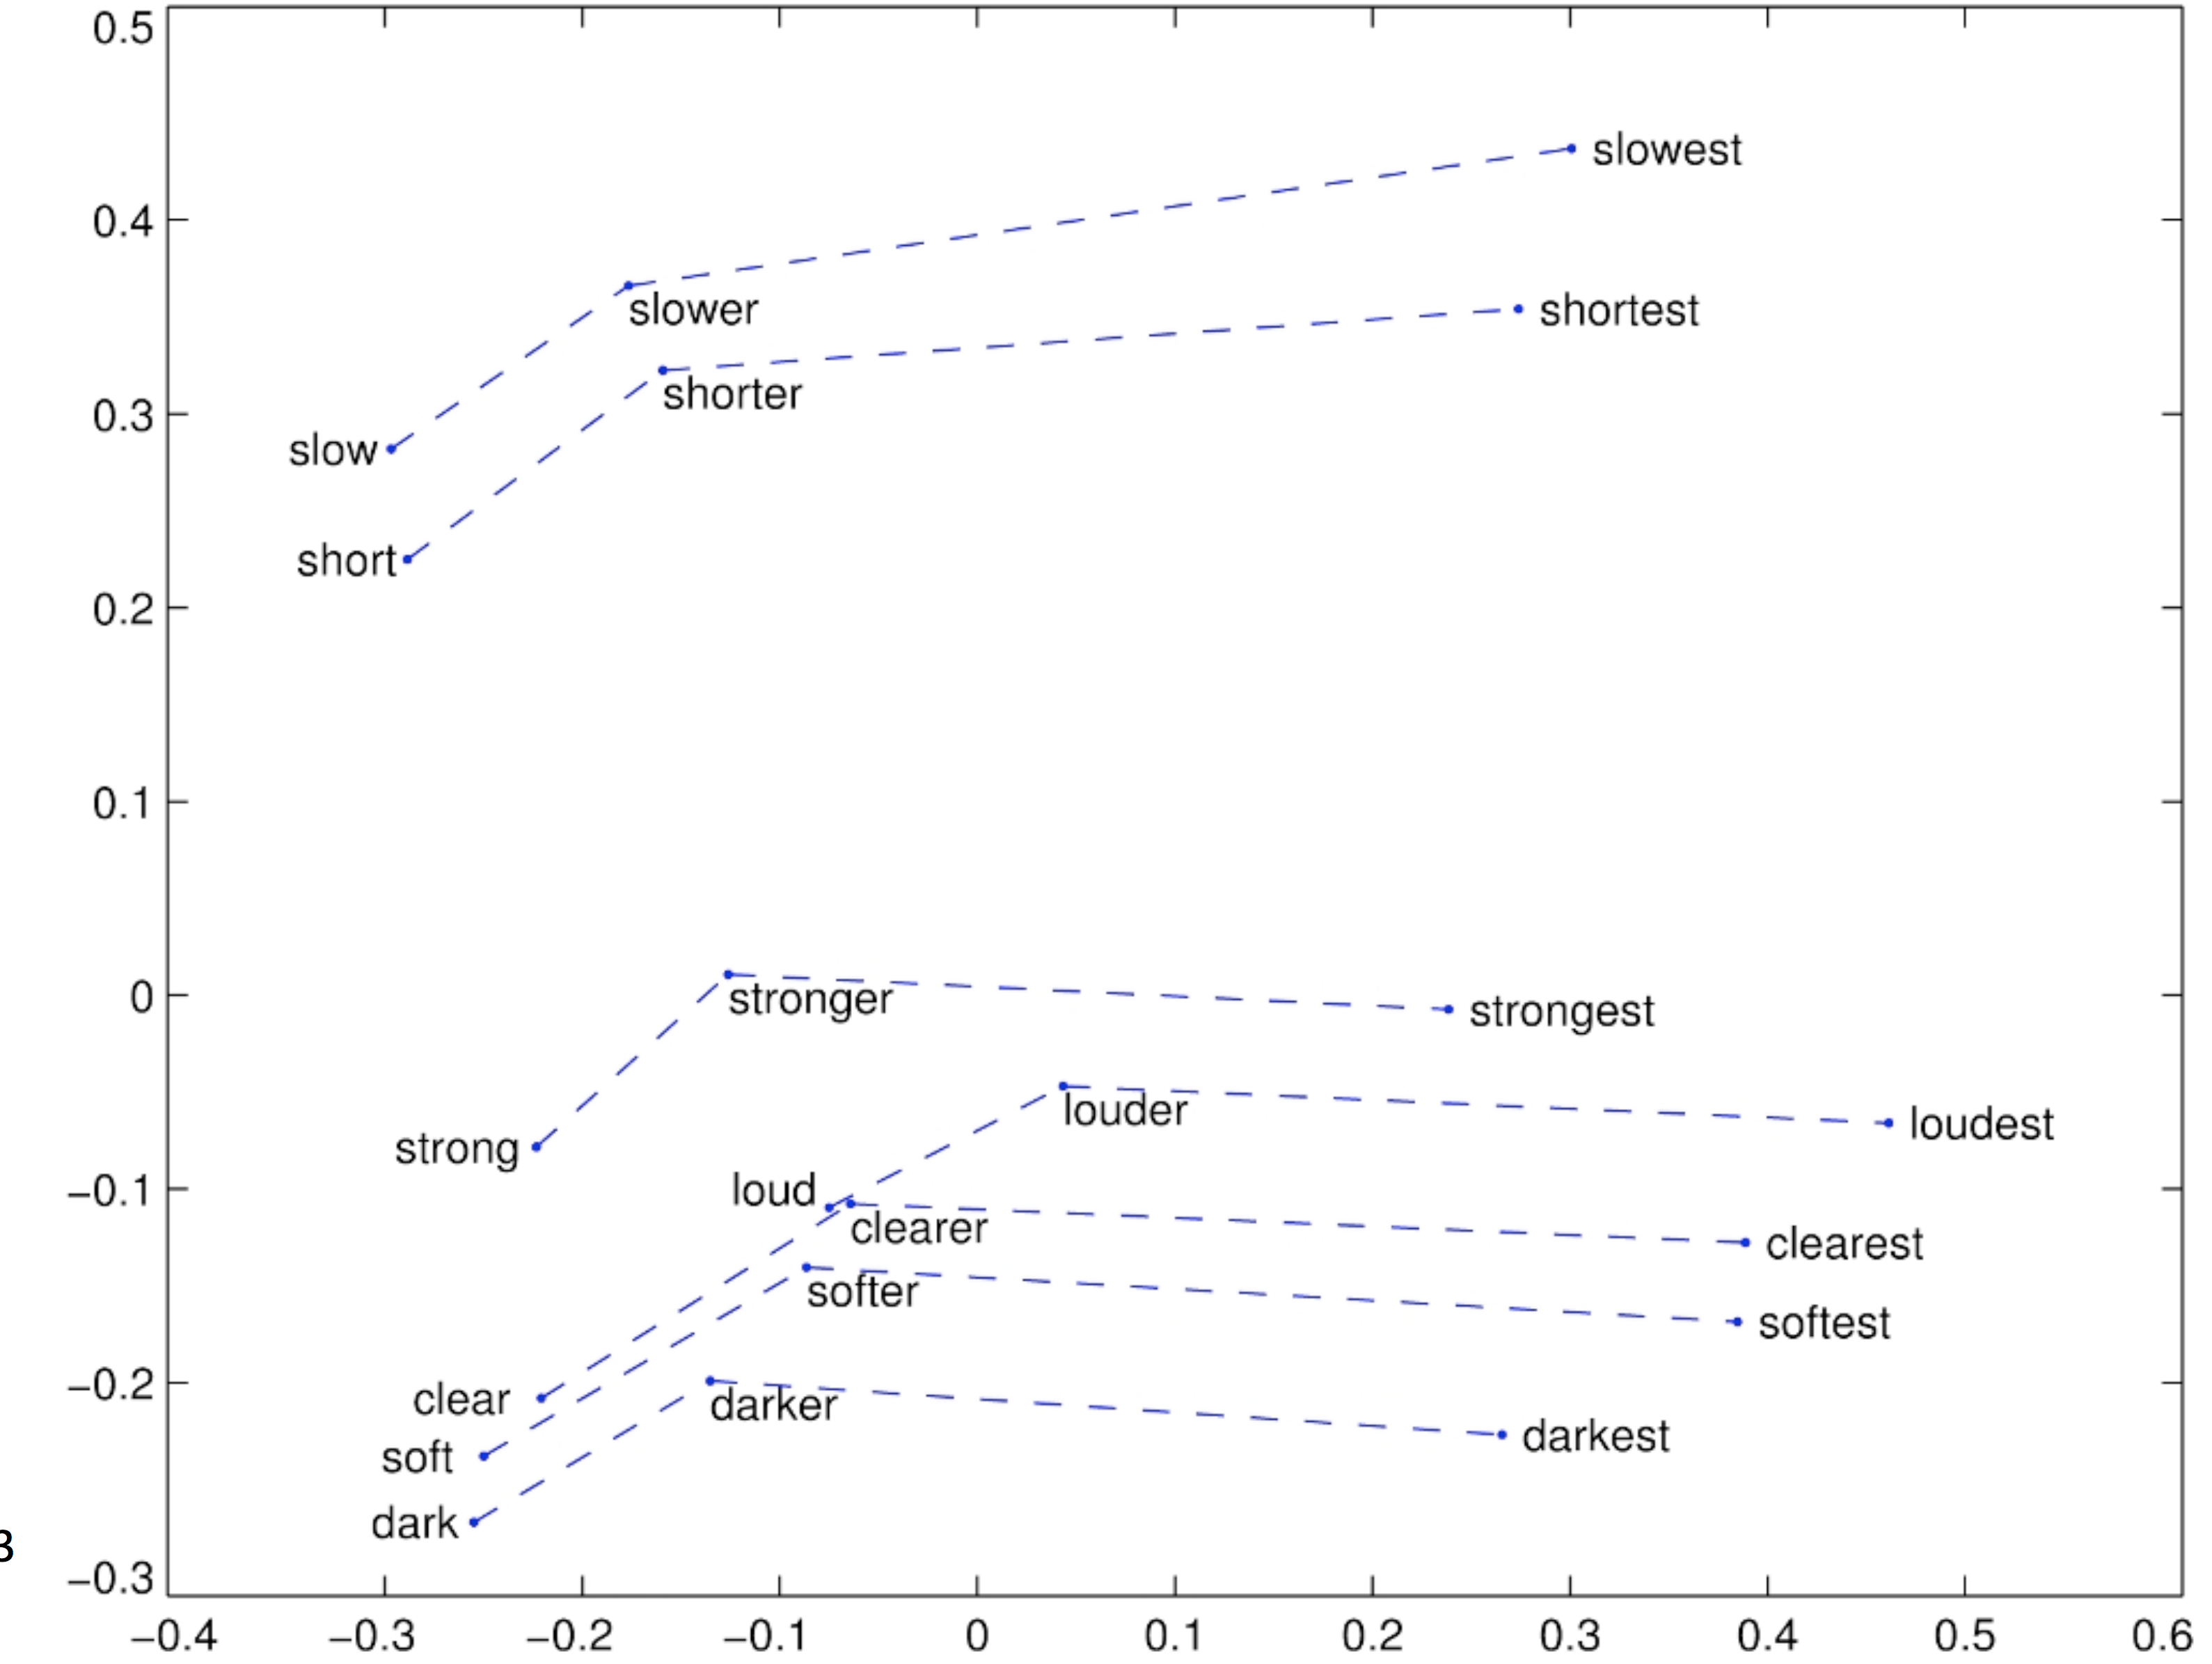 0.5
slowest
0.4
slower
shortest
shorter
0.3
slow
short
0.2
0.1
0
stronger
strongest
louder
loudest
strong
−0.1
loud
clearer
clearest
softer
softest
−0.2
clear
darker
darkest
soft
dark
3
−0.3
−0.4 −0.3 −0.2 −0.1 0 0.1 0.2 0.3 0.4 0.5 0.6